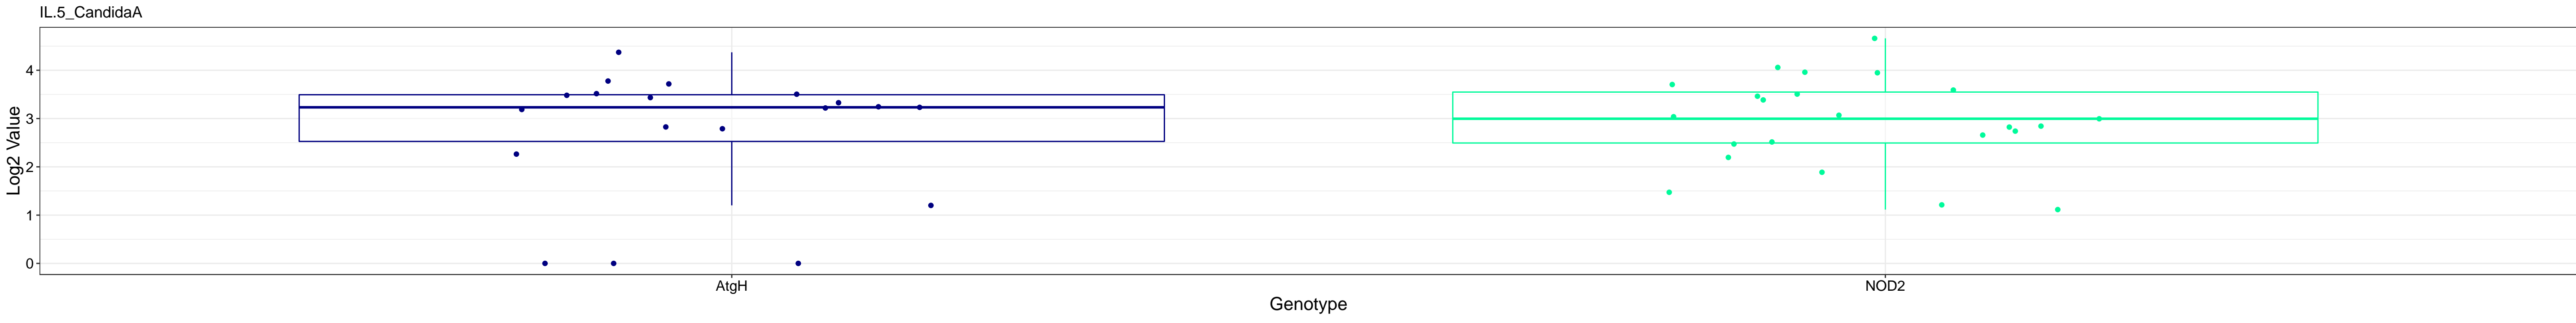 IL.5_CandidaA
Log2 Value
4
3
2
1
0
AtgH
NOD2
Genotype